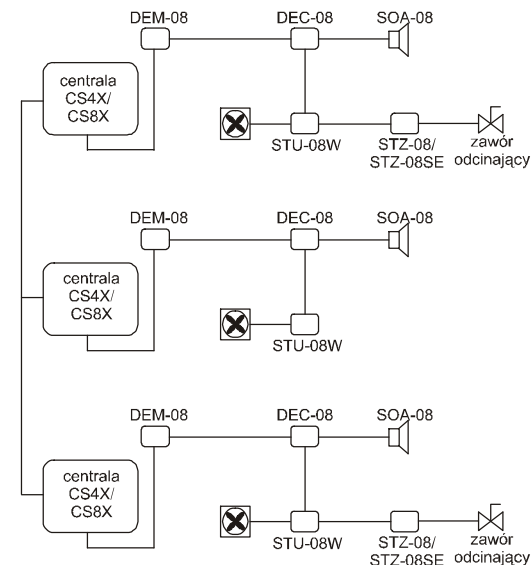 DEM-08 DEC-08 SOA-08
centrala
CS4X/
CS8X
STU-08W STZ-08/ zawór
STZ-08SE odcinający
DEM-08 DEC-08 SOA-08
centrala
CS4X/
CS8X
STU-08W
DEM-08 DEC-08 SOA-08
centrala
CS4X/
CS8X
STU-08W STZ-08/ zawór
STZ-08SE odcinający